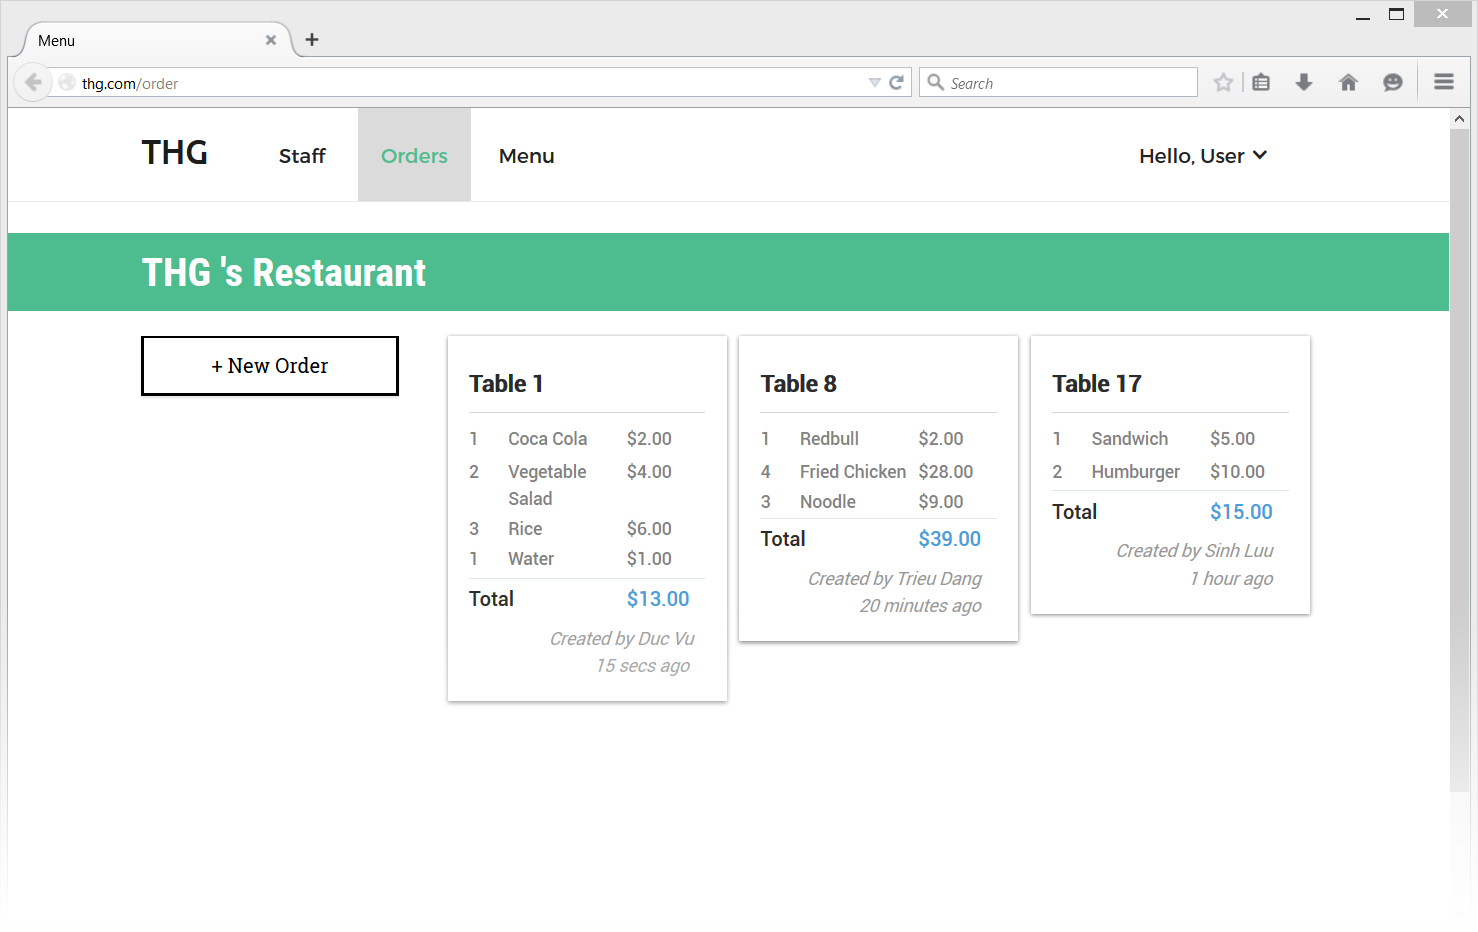 Menu
thg.com/order
Search
THG
Staff
Orders
Menu
Hello, User
THG 's Restaurant
+ New Order
Table 1
1 Coca Cola $2.00
2 Vegetable Salad $4.00
3 Rice $6.00
1 Water $1.00
Total $13.00
Created by Duc Vu
15 secs ago
Table 8
1 Redbull $2.00
4 Fried Chicken $28.00
3 Noodle $9.00
Total $39.00
Created by Trieu Dang
20 minutes ago
Table 17
1 Sandwich $5.00
2 Humburger $10.00
Total $15.00
Created by Sinh Luu
1 hour ago